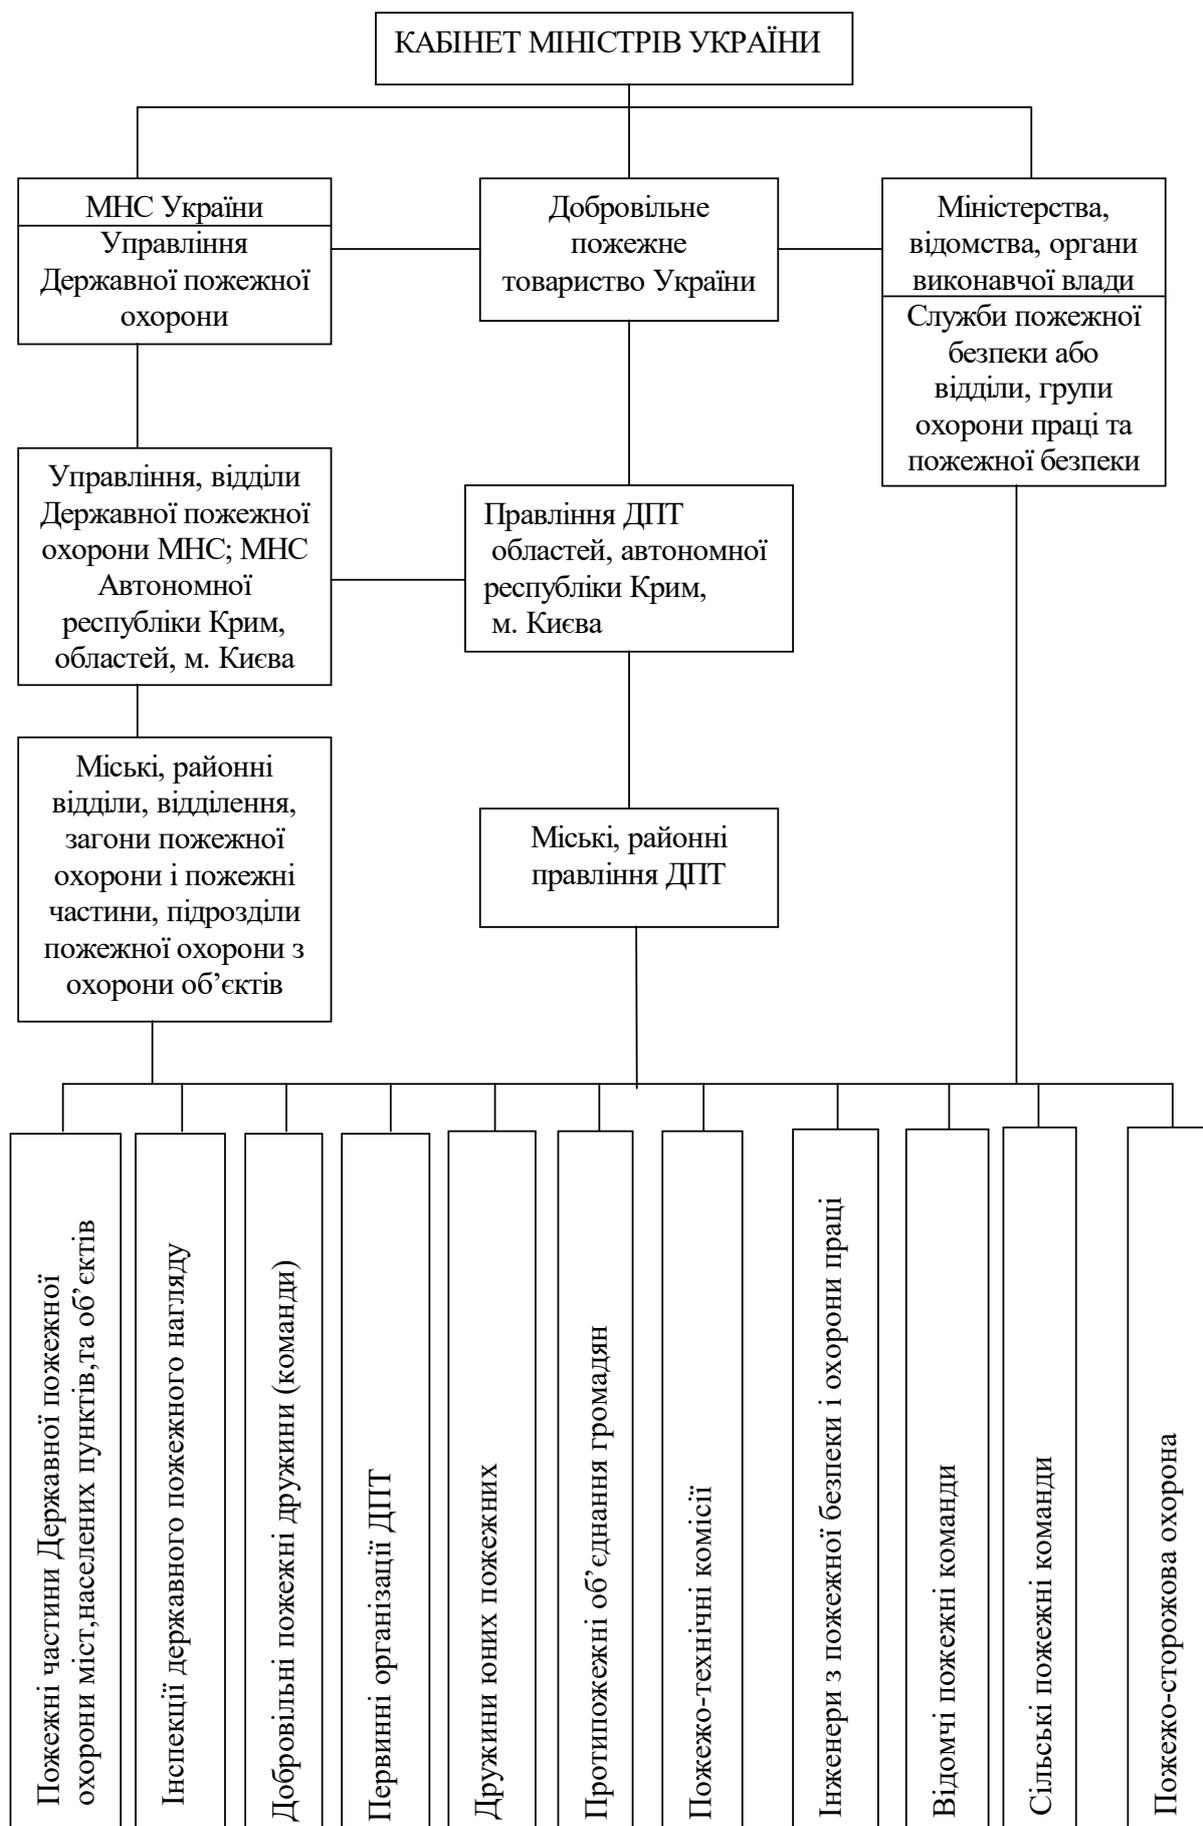 КАБІНЕТ МІНІСТРІВ УКРАЇНИ
МНС України
Управління
Державної пожежної
охорони
Добровільне
пожежне
товариство України
Міністерства,
відомства, органи
виконавчої влади
Служби пожежної
безпеки або
відділи, групи
охорони праці та
пожежної безпеки
Управління, відділи
Державної пожежної
охорони МНС; МНС
Автономної
республіки Крим,
областей, м. Києва
Правління ДПТ
областей, автономної
республіки Крим,
м. Києва
Міські, районні
відділи, відділення,
загони пожежної
охорони і пожежні
частини, підрозділи
пожежної охорони з
охорони об’єктів
Міські, районні
правління ДПТ
Пожежні частини Державної пожежної
охорони міст,населених пунктів,та об’єктів
Інспекції державного пожежного нагляду
Добровільні пожежні дружини (команди)
Первинні організації ДПТ
Дружини юних пожежних
Протипожежні об’єднання громадян
Пожежо-технічні комісії
Інженери з пожежної безпеки і охорони праці
Відомчі пожежні команди
Сільські пожежні команди
Пожежо-сторожова охорона